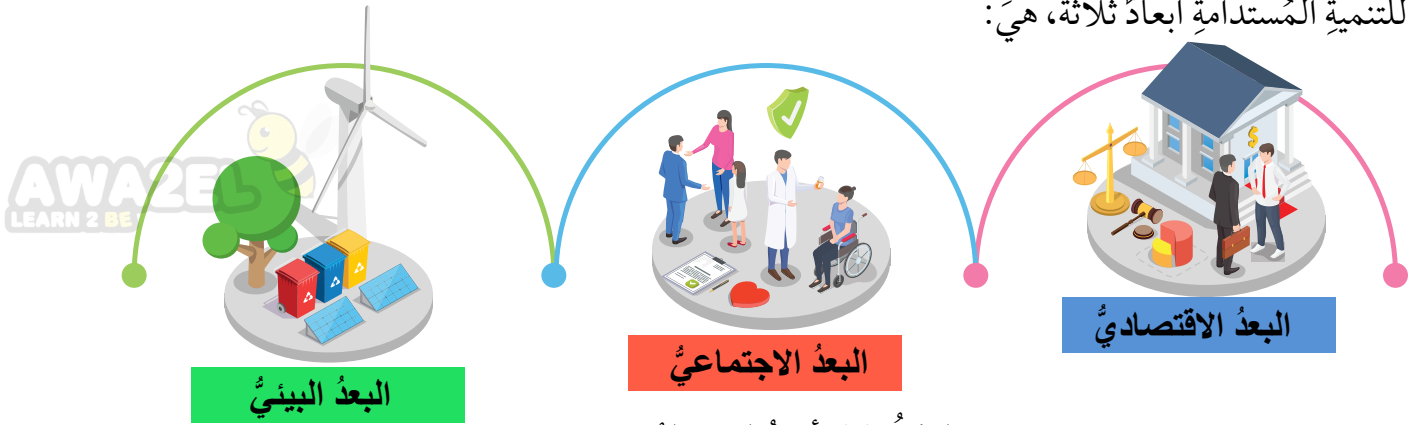 للتنميةِ المُستدامةِ أبعادٌ ثلاثةٌ، هيَ:
البعدُ الاقتصاديُّ
البعدُ الاجتماعيُّ
البعدُ البيئيُّ
AWA2EL
LEARN 2 BE